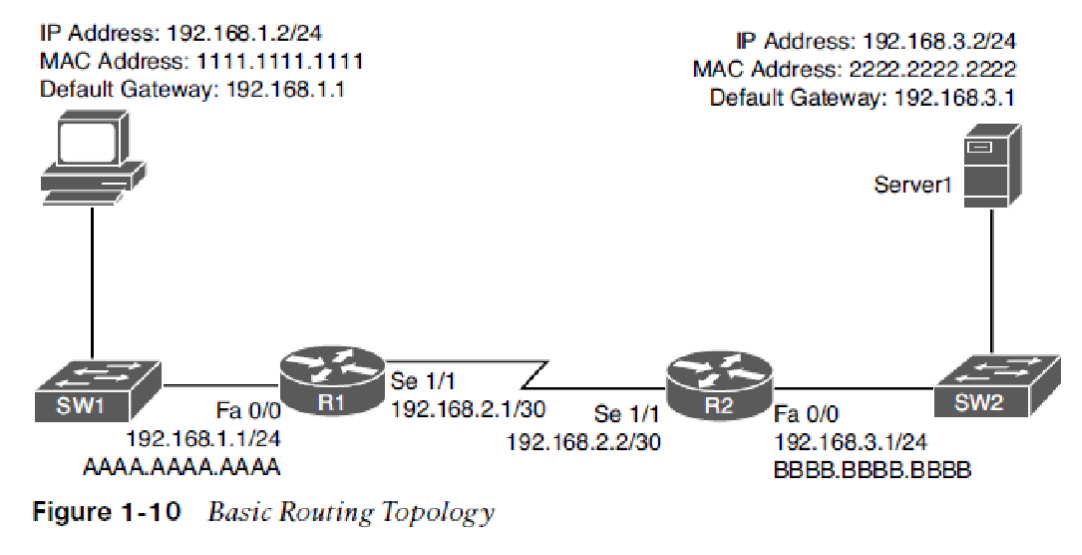 IP Address: 192.168.1.2/24
MAC Address: 1111.1111.1111
Default Gateway: 192.168.1.1
IP Address: 192.168.3.2/24
MAC Address: 2222.2222.2222
Default Gateway: 192.168.3.1
Server1
SW1
Fa 0/0
192.168.1.1/24
AAAA.AAAA.AAAA
R1
Se 1/1
192.168.2.1/30
Se 1/1
192.168.2.2/30
R2
Fa 0/0
192.168.3.1/24
BBBB.BBBB.BBBB
SW2
Figure 1-10 Basic Routing Topology